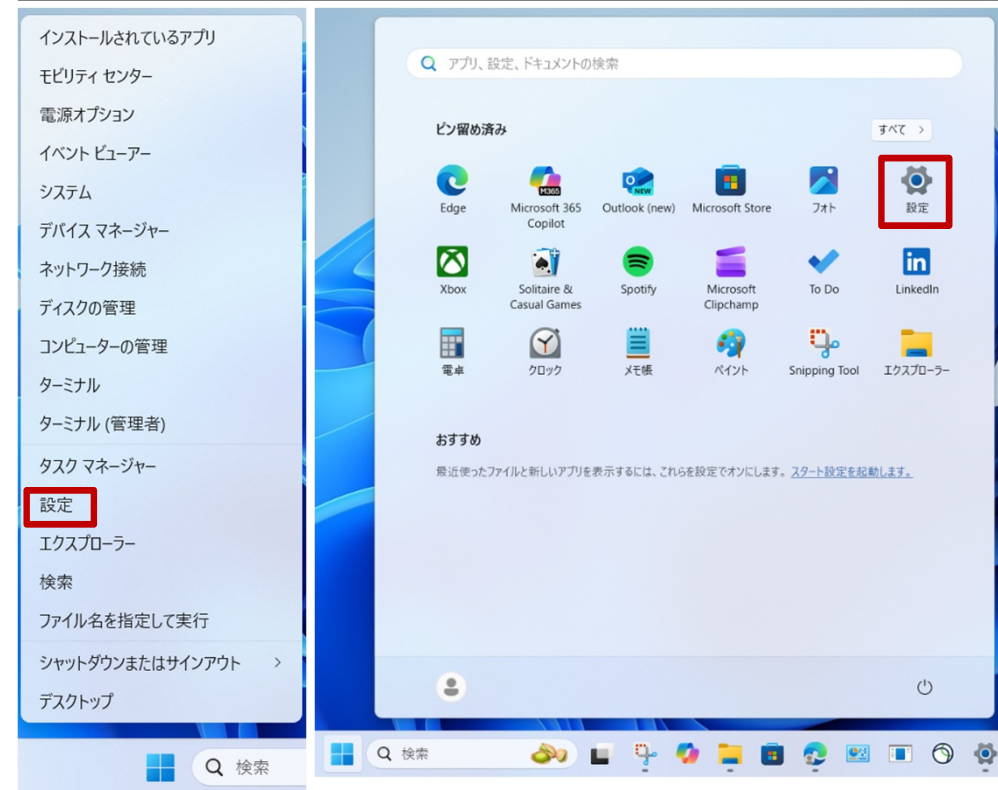 インストールされているアプリ
モビリティ センター
電源オプション
イベント ビューアー
システム
デバイス マネージャー
ネットワーク接続
ディスクの管理
コンピューターの管理
ターミナル
ターミナル (管理者)
タスク マネージャー
設定
エクスプローラー
検索
ファイル名を指定して実行
シャットダウンまたはサインアウト
デスクトップ
検索
アプリ、設定、ドキュメントの検索
ピン留め済み
すべて
Edge
M365
Microsoft 365
Copilot
NEW
Outlook (new)
Microsoft Store
フォト
設定
Xbox
Solitaire &
Casual Games
Spotify
Microsoft
Clipchamp
To Do
in
LinkedIn
電卓
クロック
メモ帳
ペイント
Snipping Tool
エクスプローラー
おすすめ
最近使ったファイルと新しいアプリを表示するには、これらを設定でオンにします。スタート設定を起動します。
検索